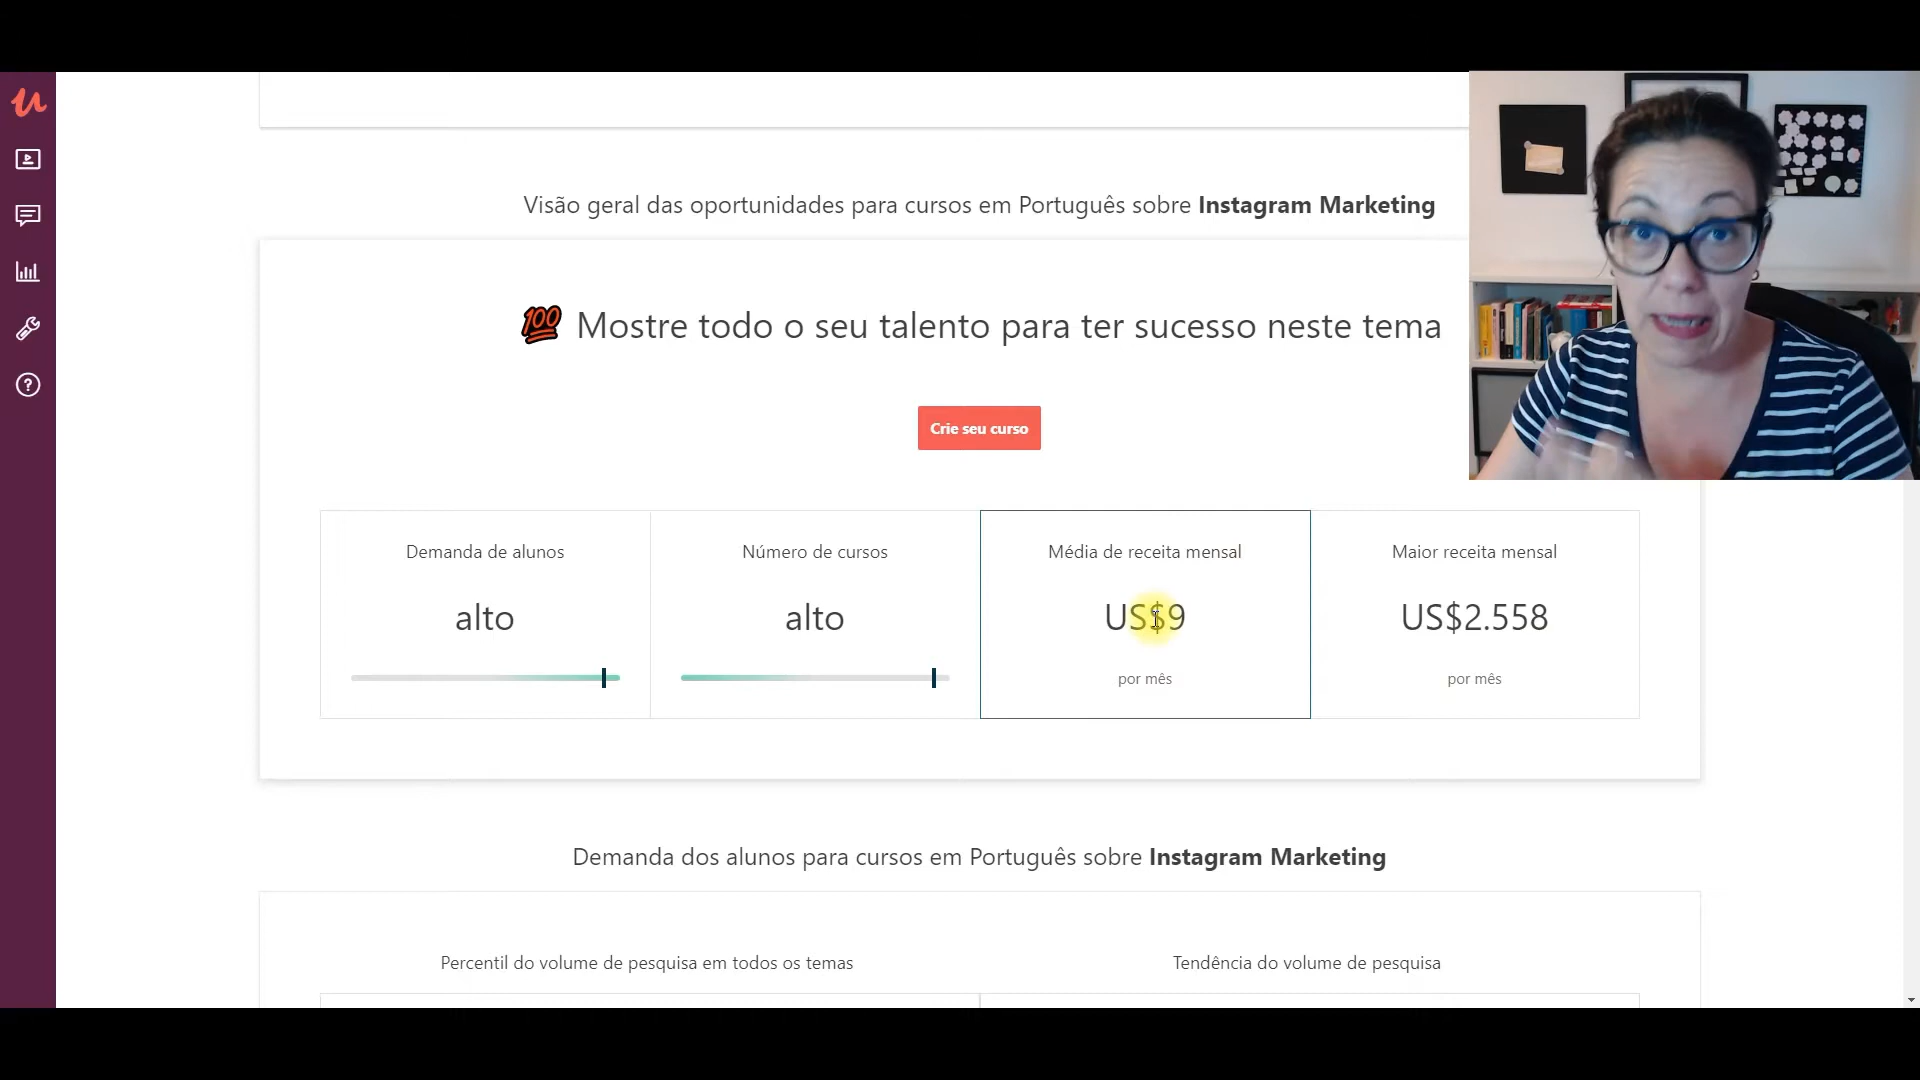 Visão geral das oportunidades para cursos em Português sobre Instagram Marketing
💯 Mostre todo o seu talento para ter sucesso neste tema
Crie seu curso
Demanda de alunos
alto
Número de cursos
alto
Média de receita mensal
US$9
por mês
Maior receita mensal
US$2.558
por mês
Demanda dos alunos para cursos em Português sobre Instagram Marketing
Percentil do volume de pesquisa em todos os temas
Tendência do volume de pesquisa